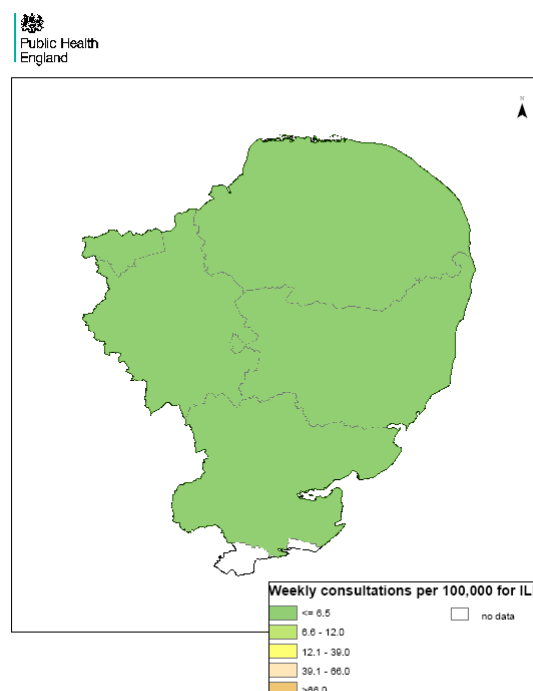 Public Health
England
N
Weekly consultations per 100,000 for IL
<= 6.5
no data
6.6 - 12.0
12.1 - 39.0
39.1 - 66.0
>66.0